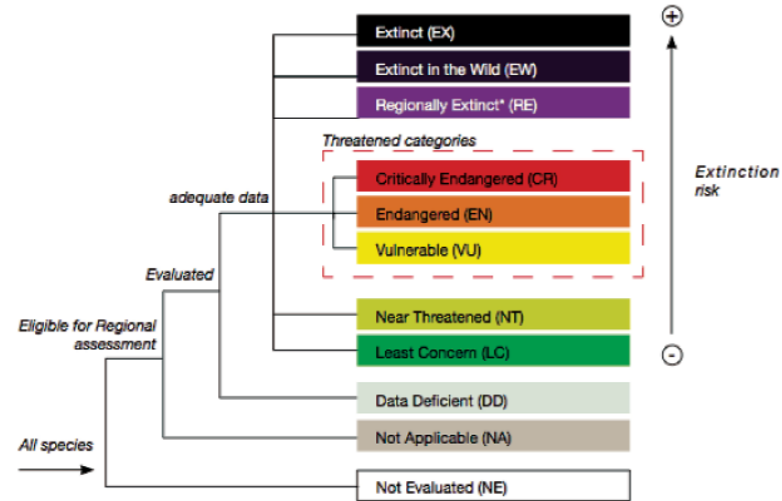 Extinct (EX)
Extinct in the Wild (EW)
Regionally Extinct* (RE)
Threatened categories
Critically Endangered (CR)
adequate data
Endangered (EN)
Vulnerable (VU)
Extinction
risk
Evaluated
Eligible for Regional
assessment
Near Threatened (NT)
Least Concern (LC)
Data Deficient (DD)
All species
Not Applicable (NA)
Not Evaluated (NE)
+
-